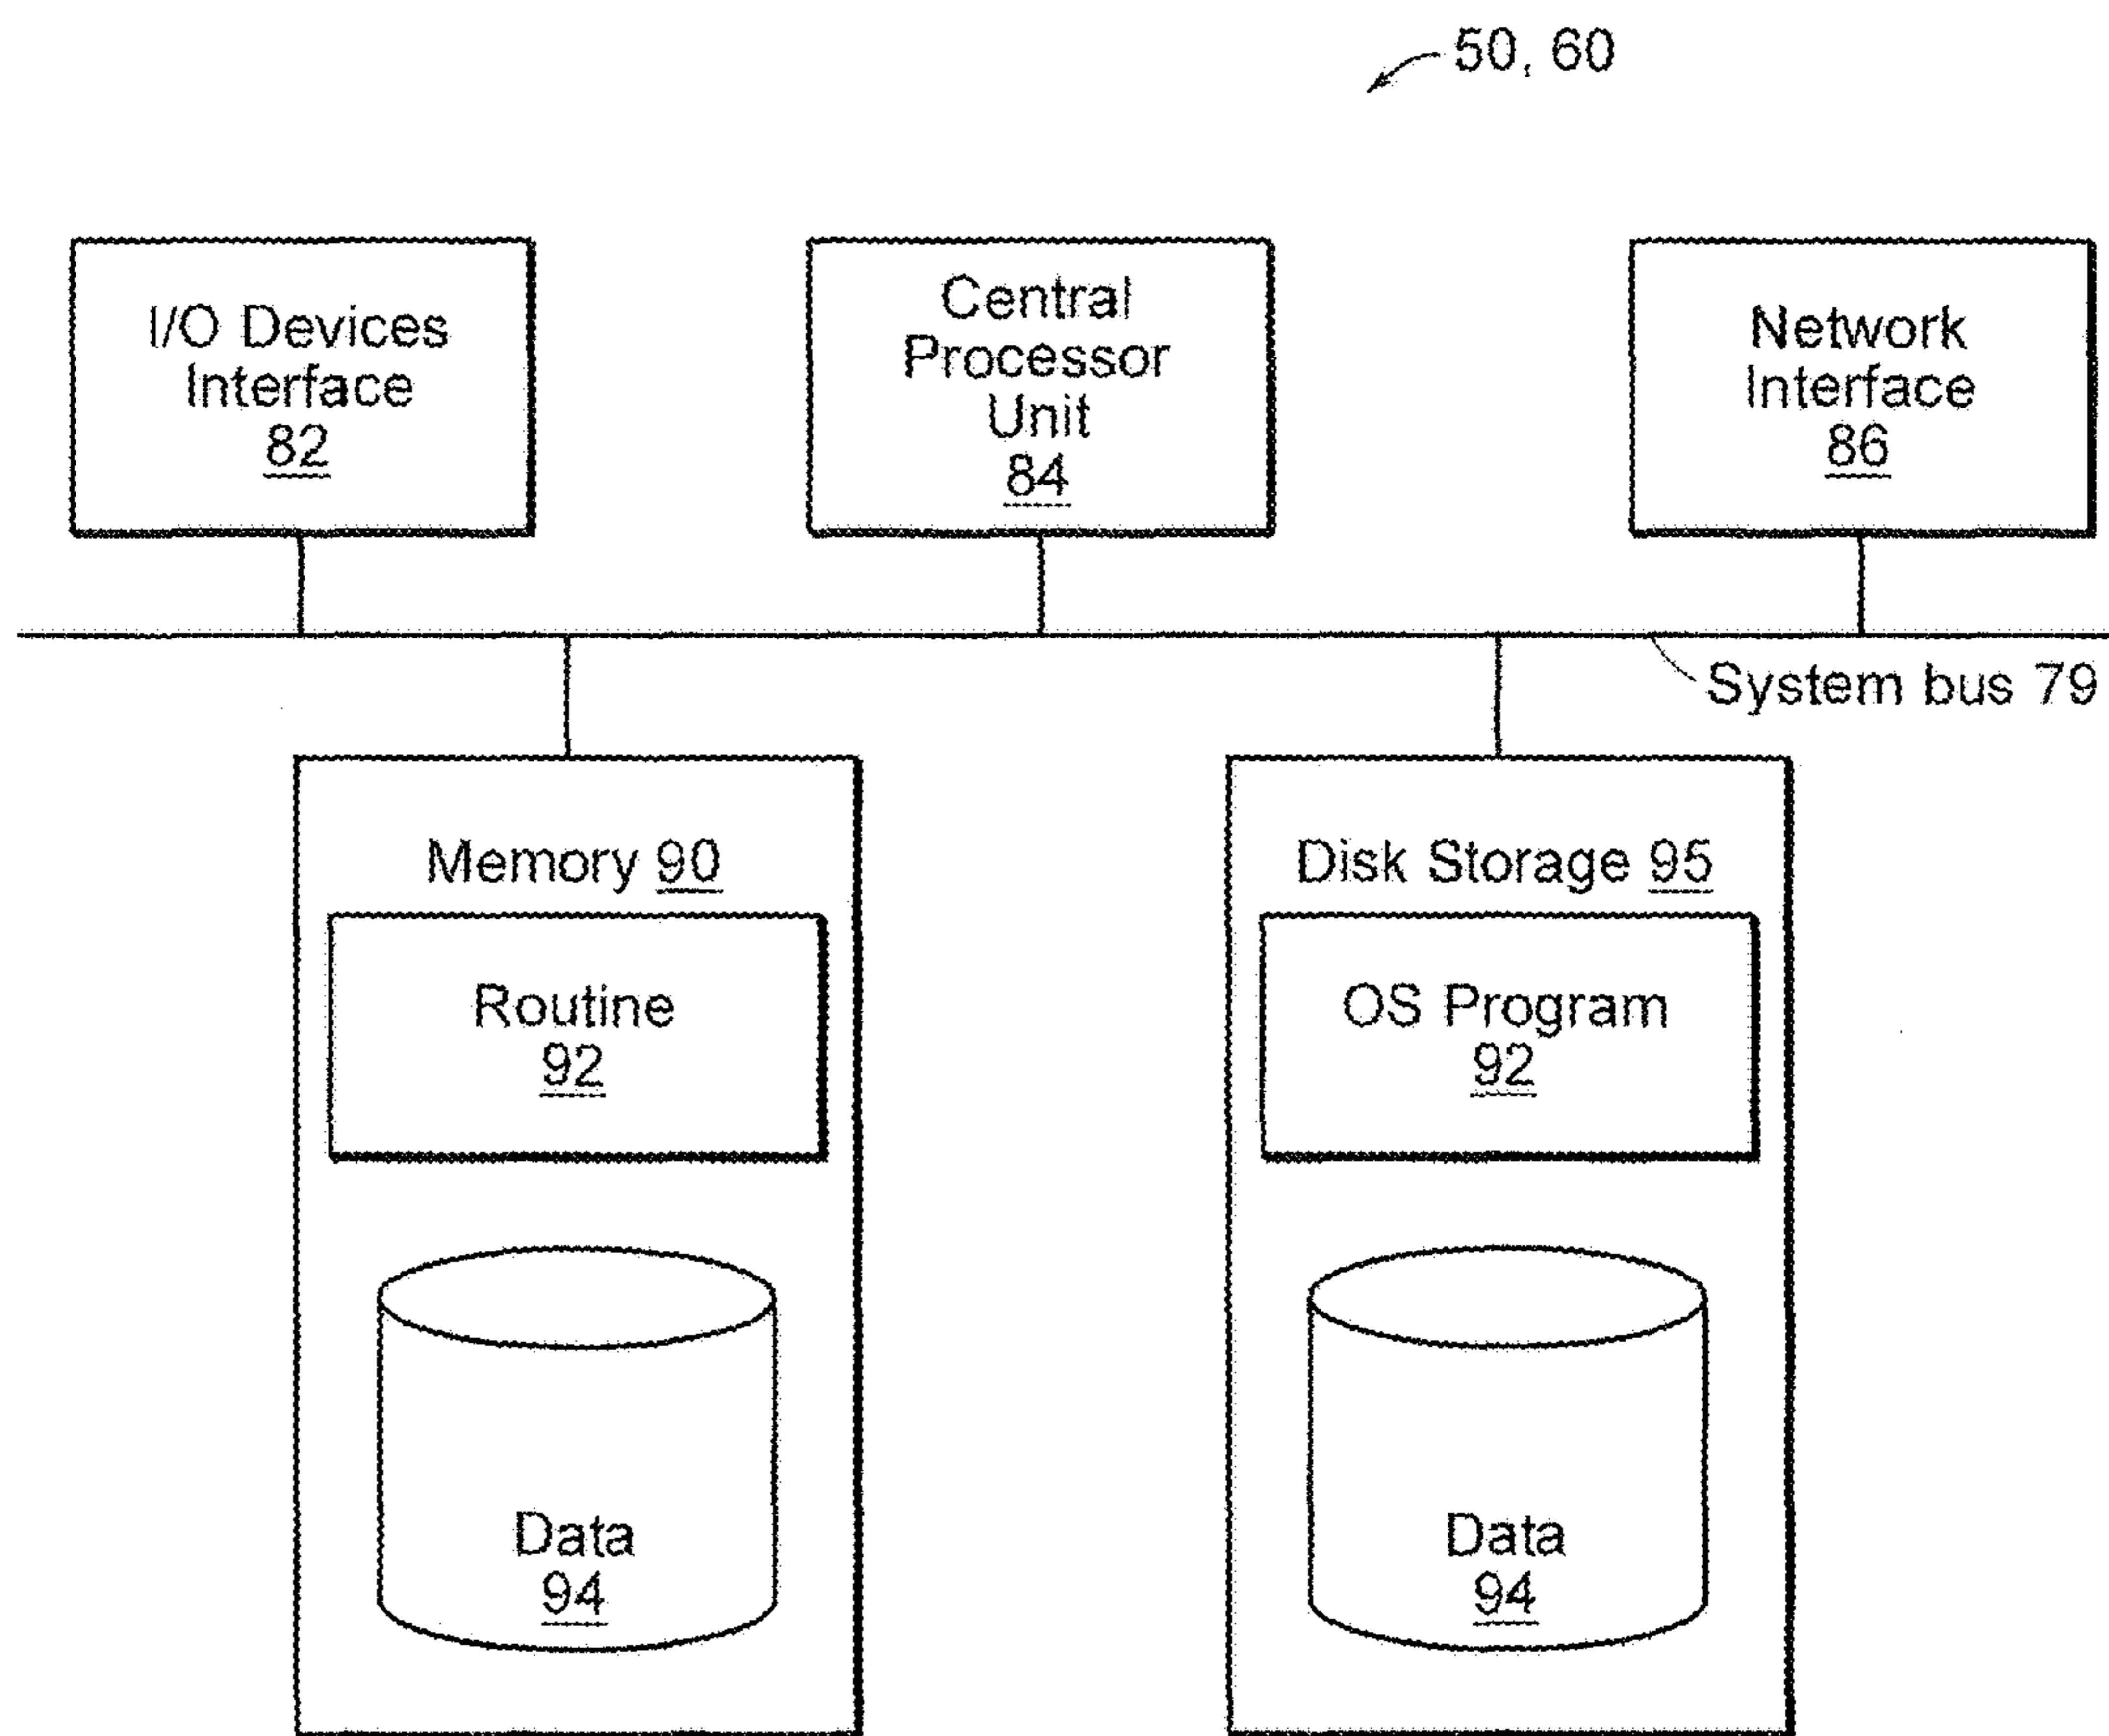 50, 60
I/O Devices
Interface
82
Central
Processor
Unit
84
Network
Interface
86
System bus 79
Memory 90
Routine
92
Data
94
Disk Storage 95
OS Program
92
Data
94